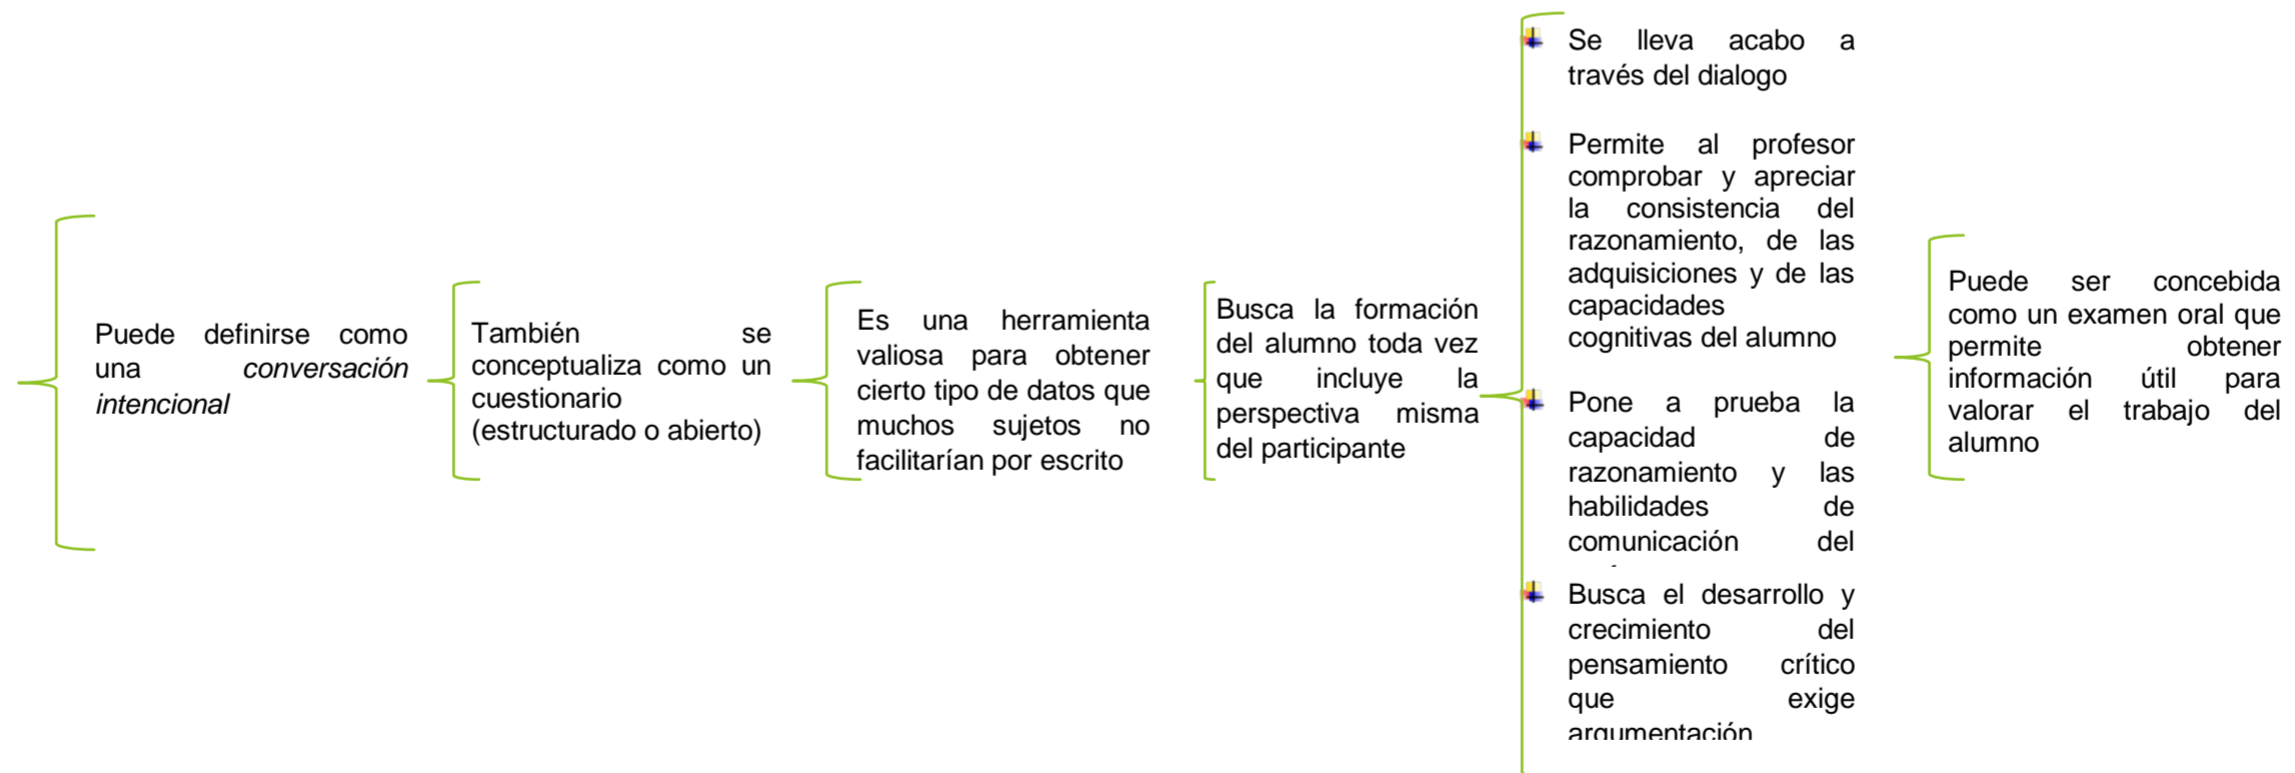 Puede definirse como
una conversación
intencional
También se
conceptualiza como un
cuestionario
(estructurado o abierto)
Es una herramienta
valiosa para obtener
cierto tipo de datos que
muchos sujetos no
facilitarían por escrito
Busca la formación
del alumno toda vez
que incluye la
perspectiva misma
del participante
Se lleva acabo a
través del dialogo
Permite al profesor
comprobar y apreciar
la consistencia del
razonamiento, de las
adquisiciones y de las
capacidades
cognitivas del alumno
Pone a prueba la
capacidad de
razonamiento y las
habilidades de
comunicación del
Busca el desarrollo y
crecimiento del
pensamiento crítico
que exige
argumentación
Puede ser concebida
como un examen oral que
permite obtener
información útil para
valorar el trabajo del
alumno